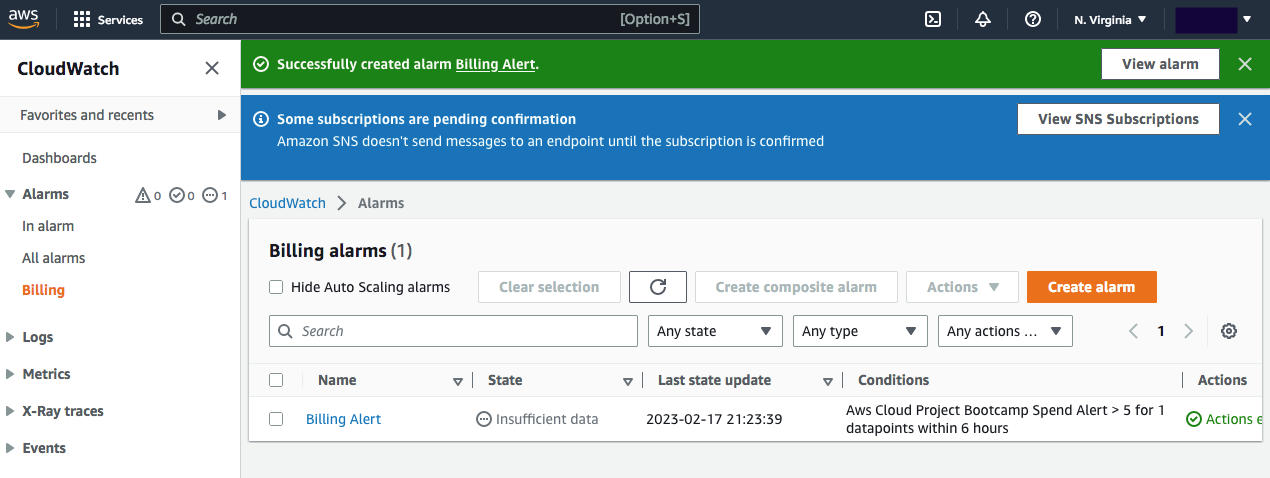 aws
Services
Search
[Option+S]
N. Virginia
CloudWatch
Favorites and recents
Dashboards
Alarms 0 0 1
In alarm
All alarms
Billing
Logs
Metrics
X-Ray traces
Events
Successfully created alarm Billing Alert.
View alarm
Some subscriptions are pending confirmation
Amazon SNS doesn't send messages to an endpoint until the subscription is confirmed
View SNS Subscriptions
CloudWatch > Alarms
Billing alarms (1)
Hide Auto Scaling alarms
Clear selection
Create composite alarm
Actions
Create alarm
Search
Any state
Any type
Any actions ...
1
Name State Last state update Conditions Actions
Billing Alert Insufficient data 2023-02-17 21:23:39 Aws Cloud Project Bootcamp Spend Alert > 5 for 1
datapoints within 6 hours
Actions e